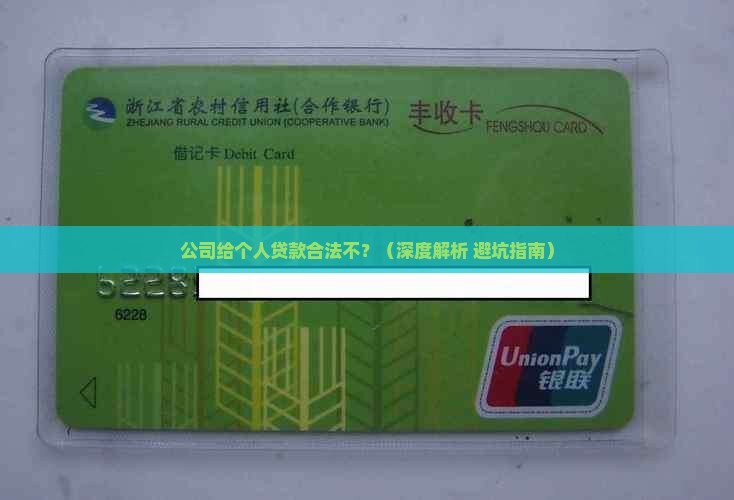 浙江省农村信用社(合作银行)
ZHEJIANG RURAL CREDIT UNION (COOPERATIVE BANK)
丰收卡
FENGSHOU CARD
借记卡 Debit Card
公司给个人贷款合法不？（深度解析 避坑指南）
6228
6228
UnionPay
银联